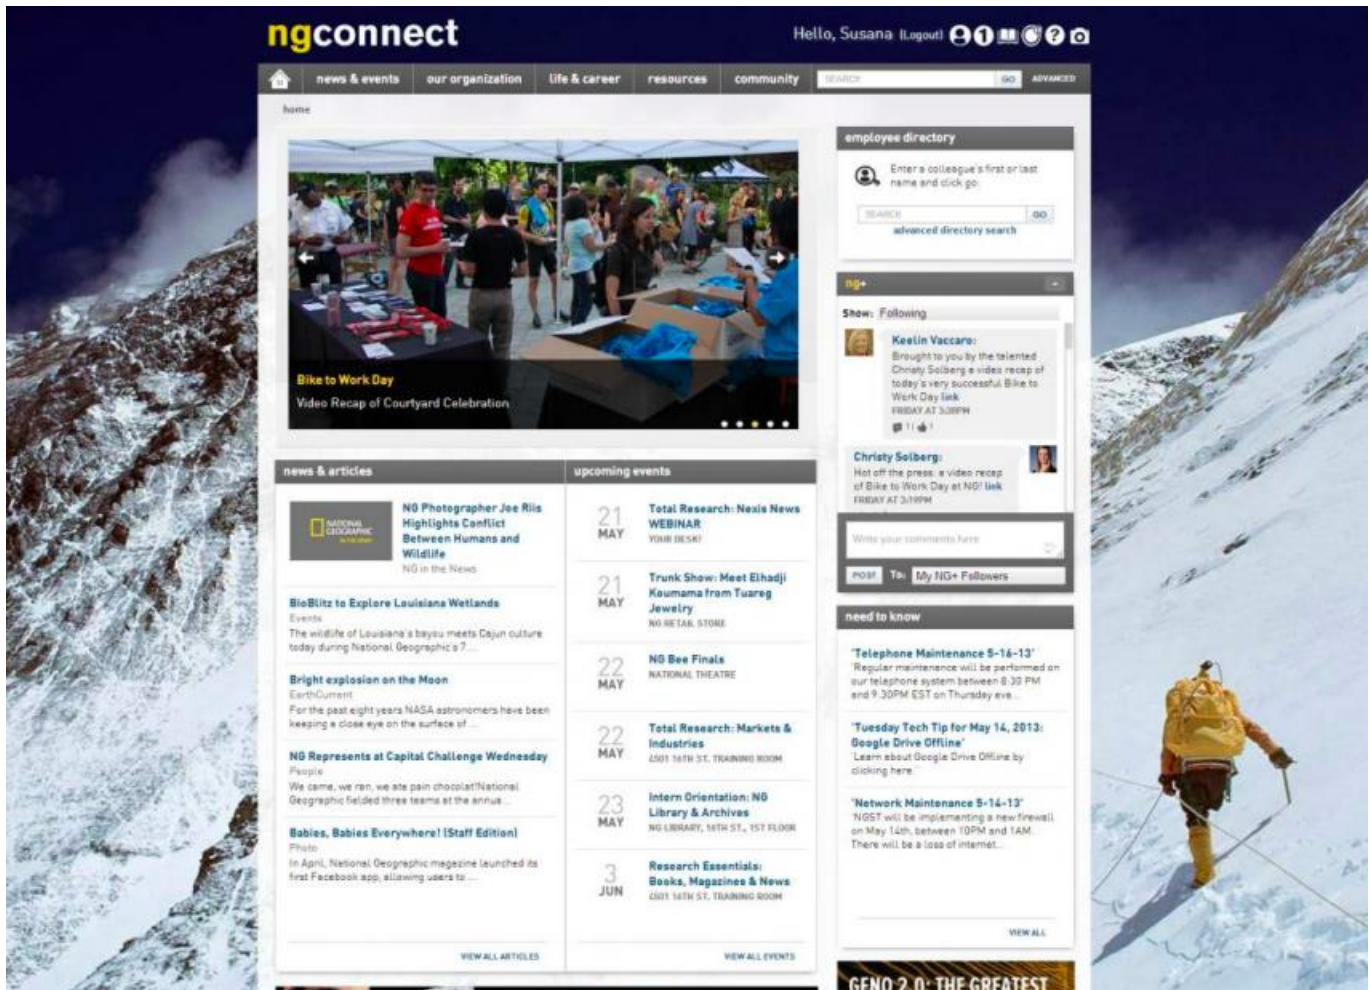 ngconnect
Hello, Susana (Logout)
news & events
our organization
life & career
resources
community
SEARCH
GO
ADVANCED
home
Bike to Work Day
Video Recap of Courtyard Celebration
employee directory
Enter a colleague's first or last
name and click go:
SEARCH
GO
advanced directory search
ng+
Show: Following
Keelin Vaccaro:
Brought to you by the talented
Christy Solberg a video recap of
today's very successful Bike to
Work Day link
FRIDAY AT 3:38PM
Christy Solberg:
Hot off the press: a video recap
of Bike to Work Day at NG! link
FRIDAY AT 3:19PM
Write your comments here
POST To: My NG+ Followers
news & articles
NATIONAL
GEOGRAPHIC
IN THE NEWS
NG Photographer Joe Riis
Highlights Conflict
Between Humans and
Wildlife
NG in the News
BioBlitz to Explore Louisiana Wetlands
Events
The wildlife of Louisiana's bayou meets Cajun culture
today during National Geographic's 7...
Bright explosion on the Moon
EarthCurrent
For the past eight years NASA astronomers have been
keeping a close eye on the surface of ...
NG Represents at Capital Challenge Wednesday
People
We came, we ran, we ate pain chocolat!National
Geographic fielded three teams at the annua...
Babies, Babies Everywhere! (Staff Edition)
Photo
In April, National Geographic magazine launched its
first Facebook app, allowing users to ...
VIEW ALL ARTICLES
upcoming events
21
MAY
Total Research: Nexis News
WEBINAR
YOUR DESK!
21
MAY
Trunk Show: Meet Elhadji
Koumama from Tuareg
Jewelry
NG RETAIL STORE
22
MAY
NG Bee Finals
NATIONAL THEATRE
22
MAY
Total Research: Markets &
Industries
4501 16TH ST. TRAINING ROOM
23
MAY
Intern Orientation: NG
Library & Archives
NG LIBRARY, 16TH ST., 1ST FLOOR
3
JUN
Research Essentials:
Books, Magazines & News
4501 16TH ST. TRAINING ROOM
VIEW ALL EVENTS
need to know
'Telephone Maintenance 5-16-13'
'Regular maintenance will be performed on
our telephone system between 8:30 PM
and 9:30PM EST on Thursday eve...
'Tuesday Tech Tip for May 14, 2013:
Google Drive Offline'
'Learn about Google Drive Offline by
clicking here.'
'Network Maintenance 5-14-13'
'NGST will be implementing a new firewall
on May 14th, between 10PM and 1AM.
There will be a loss of internet...
VIEW ALL
GENO 2.0: THE GREATEST